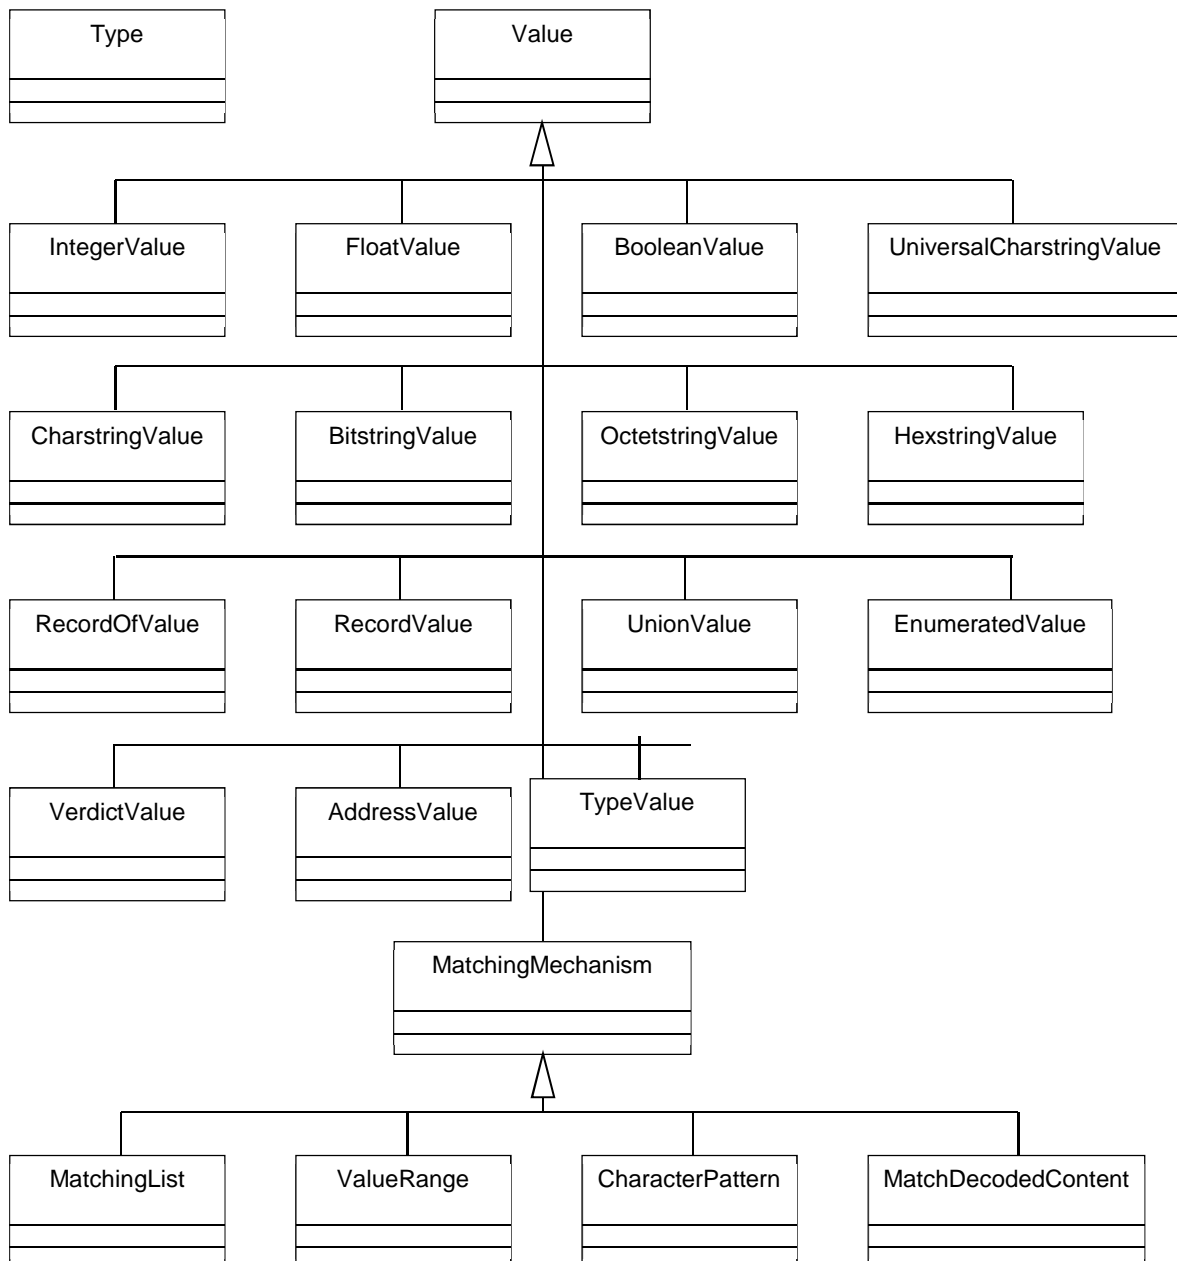 Type
Value
IntegerValue
FloatValue
BooleanValue
UniversalCharstringValue
CharstringValue
BitstringValue
OctetstringValue
HexstringValue
RecordOfValue
RecordValue
UnionValue
EnumeratedValue
VerdictValue
AddressValue
TypeValue
MatchingMechanism
MatchingList
ValueRange
CharacterPattern
MatchDecodedContent